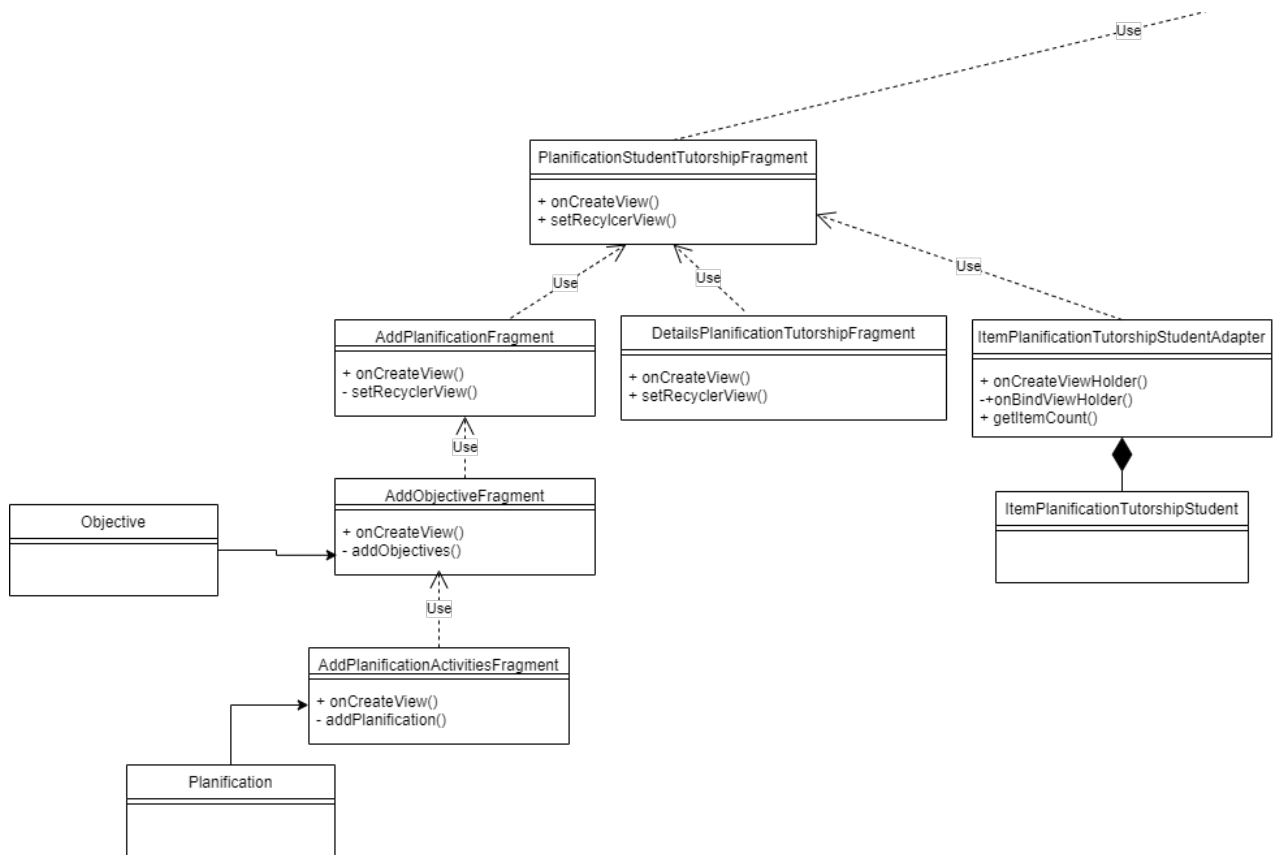 Use
PlanificationStudentTutorshipFragment
+ onCreateView()
+ setRecylcerView()
Use
Use
Use
AddPlanificationFragment
+ onCreateView()
- setRecyclerView()
DetailsPlanificationTutorshipFragment
+ onCreateView()
+ setRecyclerView()
ItemPlanificationTutorshipStudentAdapter
+ onCreateViewHolder()
-+onBindViewHolder()
+ getItemCount()
Use
AddObjectiveFragment
+ onCreateView()
- addObjectives()
Objective
ItemPlanificationTutorshipStudent
Use
AddPlanificationActivitiesFragment
+ onCreateView()
- addPlanification()
Planification